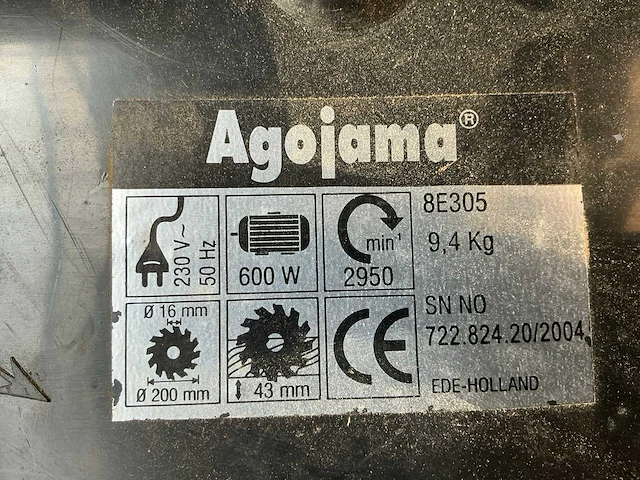 Agojama®
230 V~
50 Hz
600 W
min-¹
2950
8E305
9,4 Kg
Ø 16 mm
Ø 200 mm
43 mm
CE
SN NO
722.824.20/2004
EDE-HOLLAND